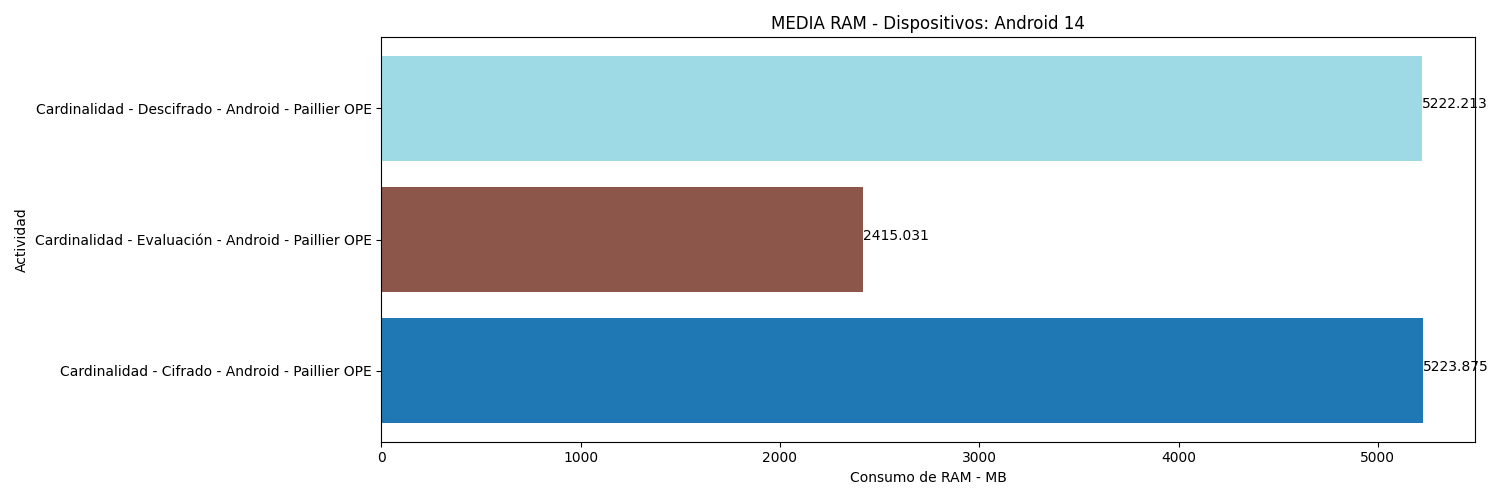 MEDIA RAM - Dispositivos: Android 14
Actividad
Cardinalidad - Descifrado - Android - Paillier OPE
5222.213
Cardinalidad - Evaluación - Android - Paillier OPE
2415.031
Cardinalidad - Cifrado - Android - Paillier OPE
5223.875
0 1000 2000 3000 4000 5000
Consumo de RAM - MB